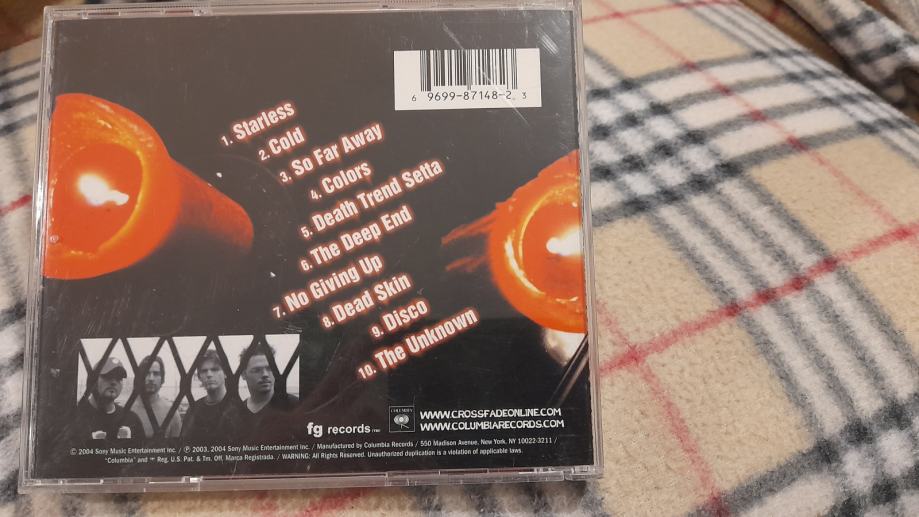 6 9699-87148-2 3
1. Starless
2. Cold
3. So Far Away
4. Colors
5. Death Trend Setta
6. The Deep End
7. No Giving Up
8. Dead Skin
9. Disco
10. The Unknown
COLUMBIA
WWW.CROSSFADEONLINE.COM
WWW.COLUMBIARECORDS.COM
fg records
© 2004 Sony Music Entertainment Inc. / ℗ 2003, 2004 Sony Music Entertainment Inc. / Manufactured by Columbia Records / 550 Madison Avenue, New York, NY 10022-3211 /
"Columbia" and Reg. U.S. Pat. & Tm. Off. Marca Registrada. / WARNING: All Rights Reserved. Unauthorized duplication is a violation of applicable laws.